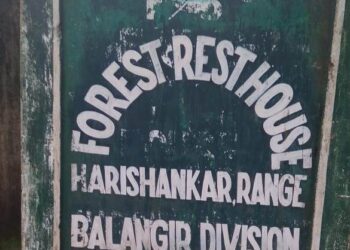 FOREST REST HOUSE
HARISHANKAR, RANGE
BALANGIR DIVISION